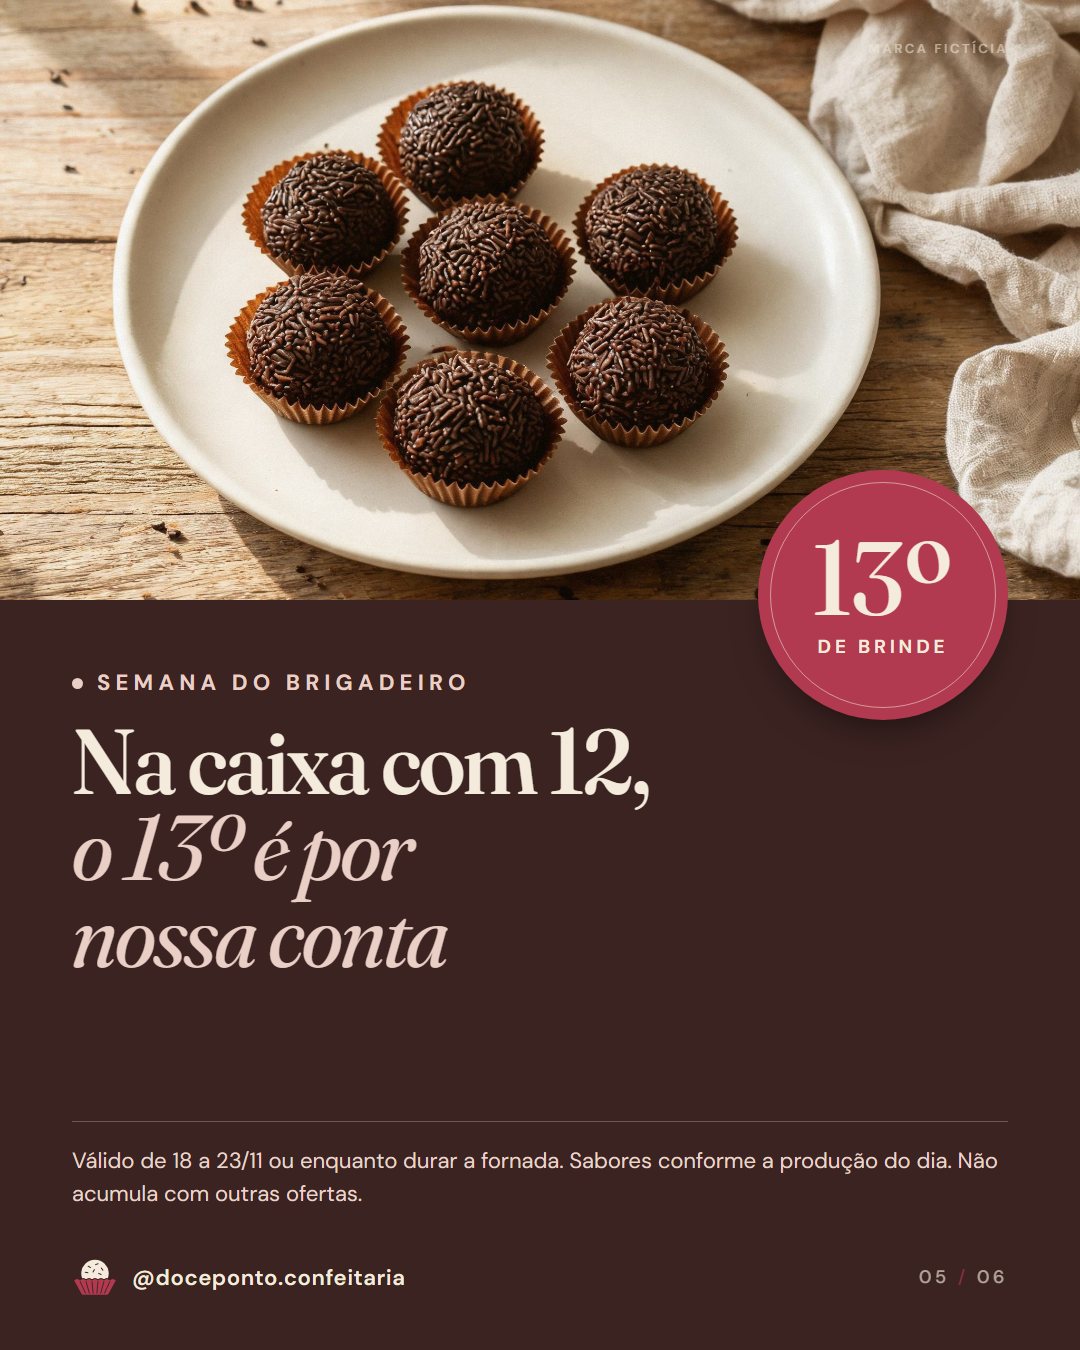 MARCA FICTÍCIA
13º
DE BRINDE
SEMANA DO BRIGADEIRO
Na caixa com 12,
o 13º é por
nossa conta
Válido de 18 a 23/11 ou enquanto durar a fornada. Sabores conforme a produção do dia. Não
acumula com outras ofertas.
@doceponto.confeitaria
05 / 06